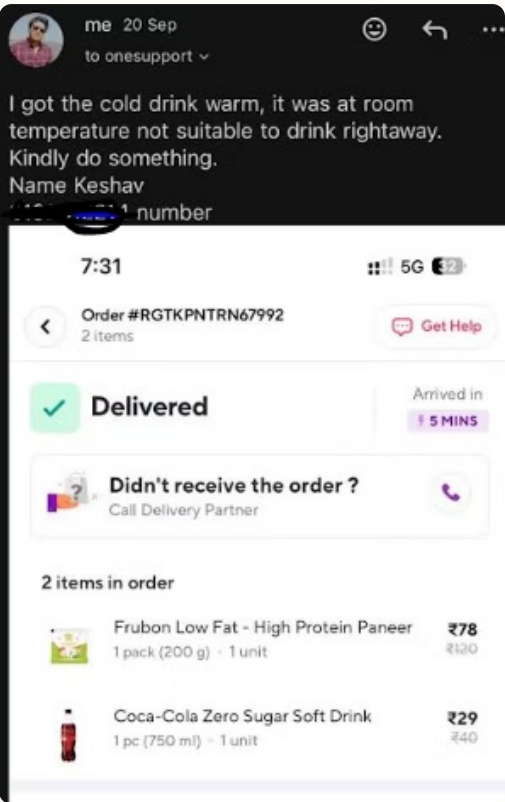 me 20 Sep
to onesupport
I got the cold drink warm, it was at room
temperature not suitable to drink rightaway.
Kindly do something.
Name Keshav
number
7:31 5G 32
Order #RGTKPNTRN67992
2 items
Get Help
Delivered
Arrived in
5 MINS
Didn't receive the order ?
Call Delivery Partner
2 items in order
Frubon Low Fat - High Protein Paneer ₹78
1 pack (200 g) · 1 unit ₹120
Coca-Cola Zero Sugar Soft Drink ₹29
1 pc (750 ml) · 1 unit ₹40